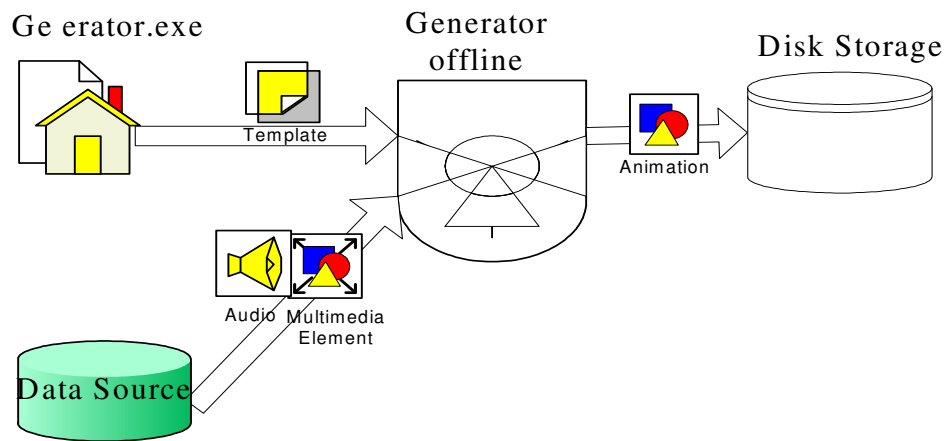 Ge erator.exe
Generator
offline
Disk Storage
Template
Animation
Audio
Multimedia
Element
Data Source